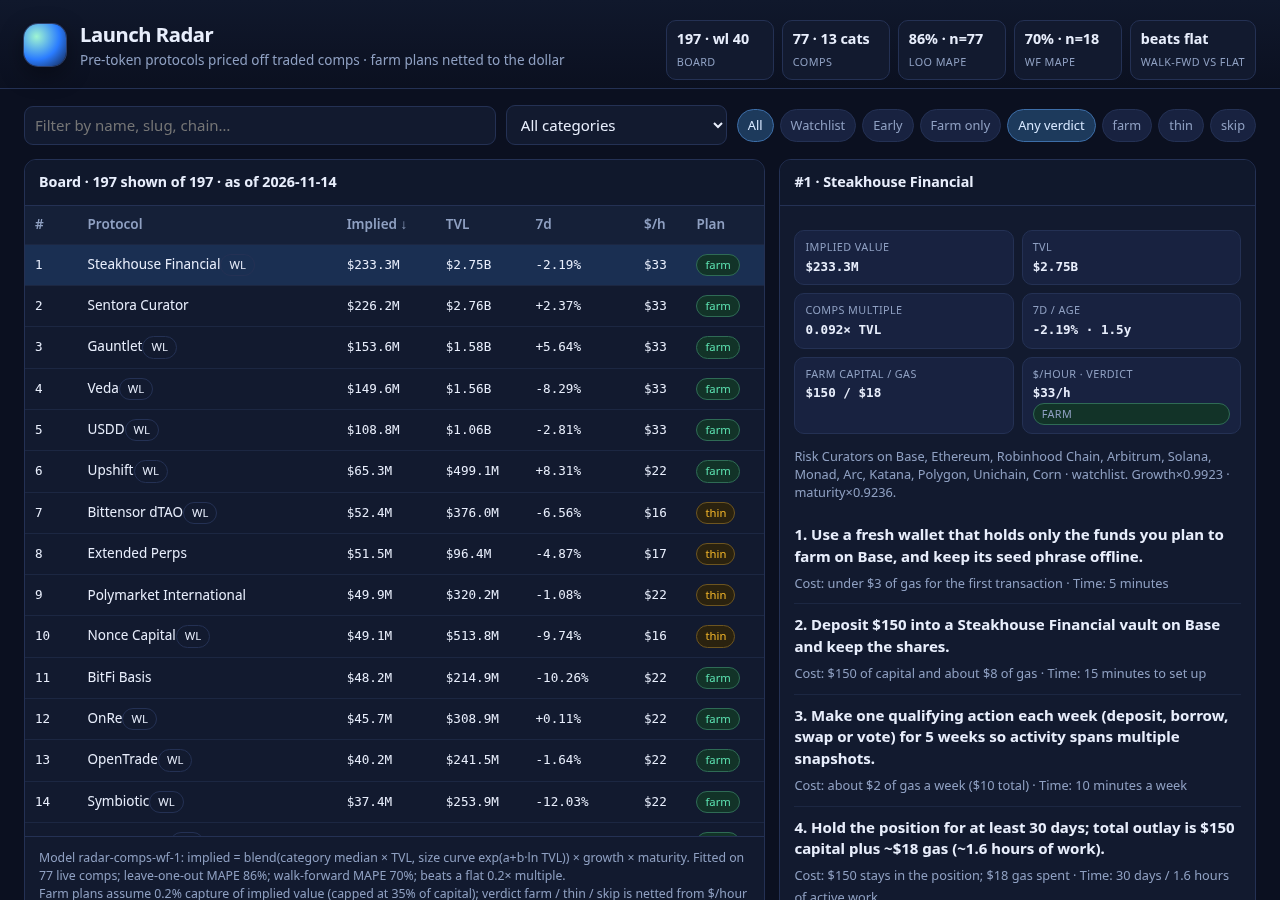 Launch Radar
Pre-token protocols priced off traded comps · farm plans netted to the dollar
197 · wl 40
BOARD
77 · 13 cats
COMPS
86% · n=77
LOO MAPE
70% · n=18
WF MAPE
beats flat
WALK-FWD VS FLAT
Filter by name, slug, chain...
All categories
All
Watchlist
Early
Farm only
Any verdict
farm
thin
skip
Board · 197 shown of 197 · as of 2026-11-14
# Protocol Implied ↓ TVL 7d $/h Plan
1 Steakhouse Financial WL $233.3M $2.75B -2.19% $33 farm
2 Sentora Curator $226.2M $2.76B +2.37% $33 farm
3 Gauntlet WL $153.6M $1.58B +5.64% $33 farm
4 Veda WL $149.6M $1.56B -8.29% $33 farm
5 USDD WL $108.8M $1.06B -2.81% $33 farm
6 Upshift WL $65.3M $499.1M +8.31% $22 farm
7 Bittensor dTAO WL $52.4M $376.0M -6.56% $16 thin
8 Extended Perps $51.5M $96.4M -4.87% $17 thin
9 Polymarket International $49.9M $320.2M -1.08% $22 thin
10 Nonce Capital WL $49.1M $513.8M -9.74% $16 thin
11 BitFi Basis $48.2M $214.9M -10.26% $22 farm
12 OnRe WL $45.7M $308.9M +0.11% $22 farm
13 OpenTrade WL $40.2M $241.5M -1.64% $22 farm
14 Symbiotic WL $37.4M $253.9M -12.03% $22 farm
Model radar-comps-wf-1: implied = blend(category median × TVL, size curve exp(a+b·ln TVL)) × growth × maturity. Fitted on
77 live comps; leave-one-out MAPE 86%; walk-forward MAPE 70%; beats a flat 0.2× multiple.
Farm plans assume 0.2% capture of implied value (capped at 35% of capital); verdict farm / thin / skip is netted from $/hour
#1 · Steakhouse Financial
IMPLIED VALUE
$233.3M
TVL
$2.75B
COMPS MULTIPLE
0.092× TVL
7D / AGE
-2.19% · 1.5y
FARM CAPITAL / GAS
$150 / $18
$/HOUR · VERDICT
$33/h
FARM
Risk Curators on Base, Ethereum, Robinhood Chain, Arbitrum, Solana,
Monad, Arc, Katana, Polygon, Unichain, Corn · watchlist. Growth×0.9923 ·
maturity×0.9236.
1. Use a fresh wallet that holds only the funds you plan to
farm on Base, and keep its seed phrase offline.
Cost: under $3 of gas for the first transaction · Time: 5 minutes
2. Deposit $150 into a Steakhouse Financial vault on Base
and keep the shares.
Cost: $150 of capital and about $8 of gas · Time: 15 minutes to set up
3. Make one qualifying action each week (deposit, borrow,
swap or vote) for 5 weeks so activity spans multiple
snapshots.
Cost: about $2 of gas a week ($10 total) · Time: 10 minutes a week
4. Hold the position for at least 30 days; total outlay is $150
capital plus ~$18 gas (~1.6 hours of work).
Cost: $150 stays in the position; $18 gas spent · Time: 30 days / 1.6 hours
of active work